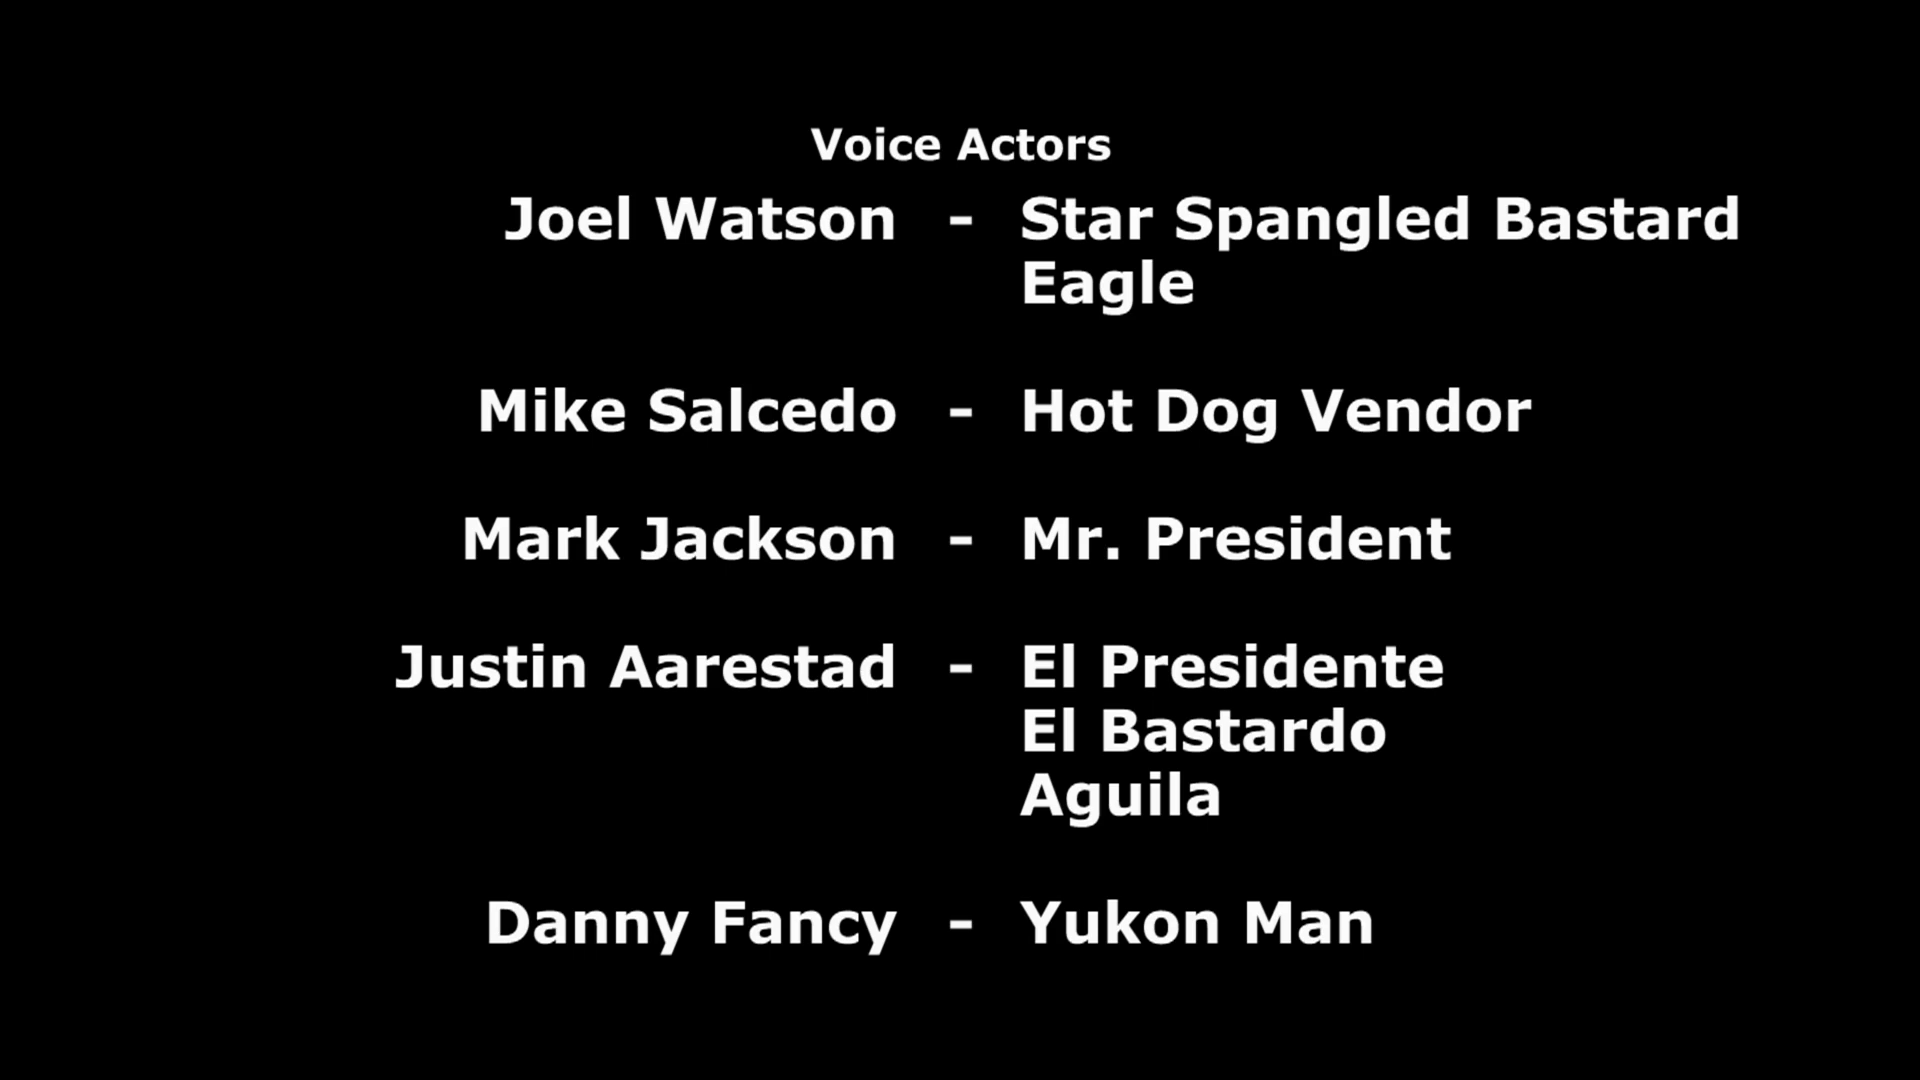 Voice Actors
Joel Watson - Star Spangled Bastard
Eagle
Mike Salcedo - Hot Dog Vendor
Mark Jackson - Mr. President
Justin Aarestad - El Presidente
El Bastardo
Aguila
Danny Fancy - Yukon Man